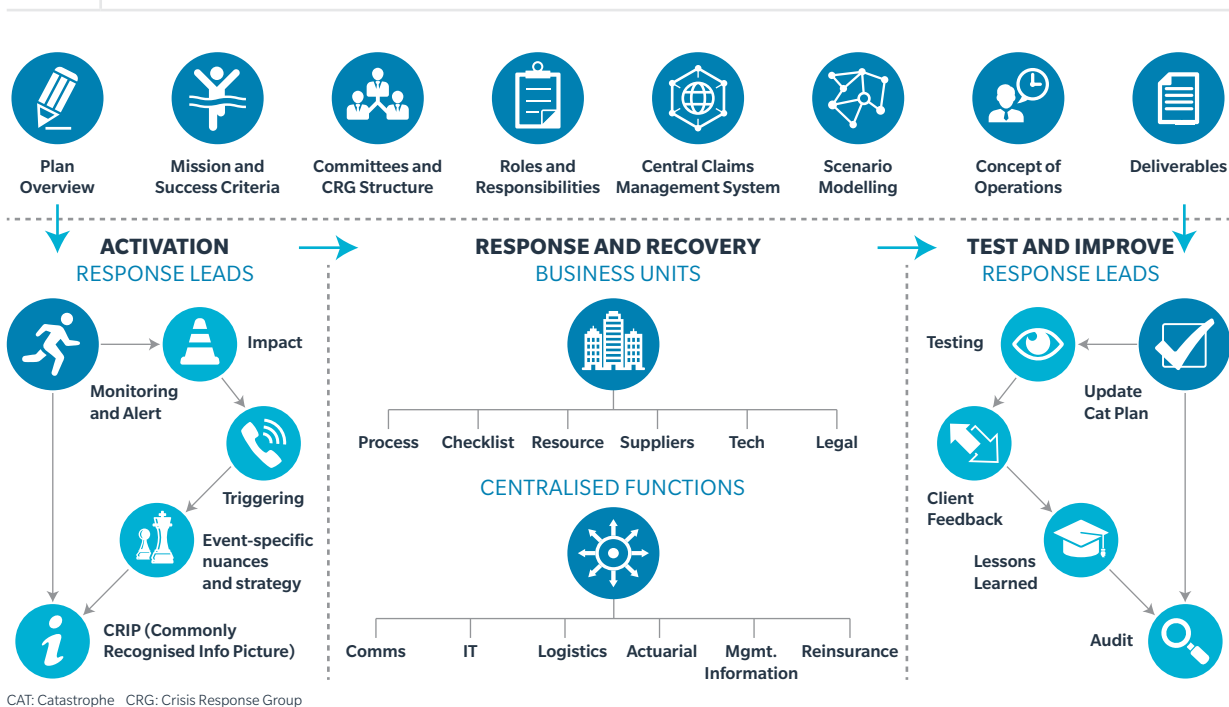 Plan
Overview
Mission and
Success Criteria
Committees and
CRG Structure
Roles and
Responsibilities
Central Claims
Management System
Scenario
Modelling
Concept of
Operations
Deliverables
ACTIVATION
RESPONSE LEADS
Impact
Monitoring
and Alert
Triggering
Event-specific
nuances
and strategy
CRIP (Commonly
Recognised Info Picture)
RESPONSE AND RECOVERY
BUSINESS UNITS
Process
Checklist
Resource
Suppliers
Tech
Legal
CENTRALISED FUNCTIONS
Comms
IT
Logistics
Actuarial
Mgmt.
Information
Reinsurance
TEST AND IMPROVE
RESPONSE LEADS
Testing
Update
Cat Plan
Client
Feedback
Lessons
Learned
Audit
CAT: Catastrophe CRG: Crisis Response Group